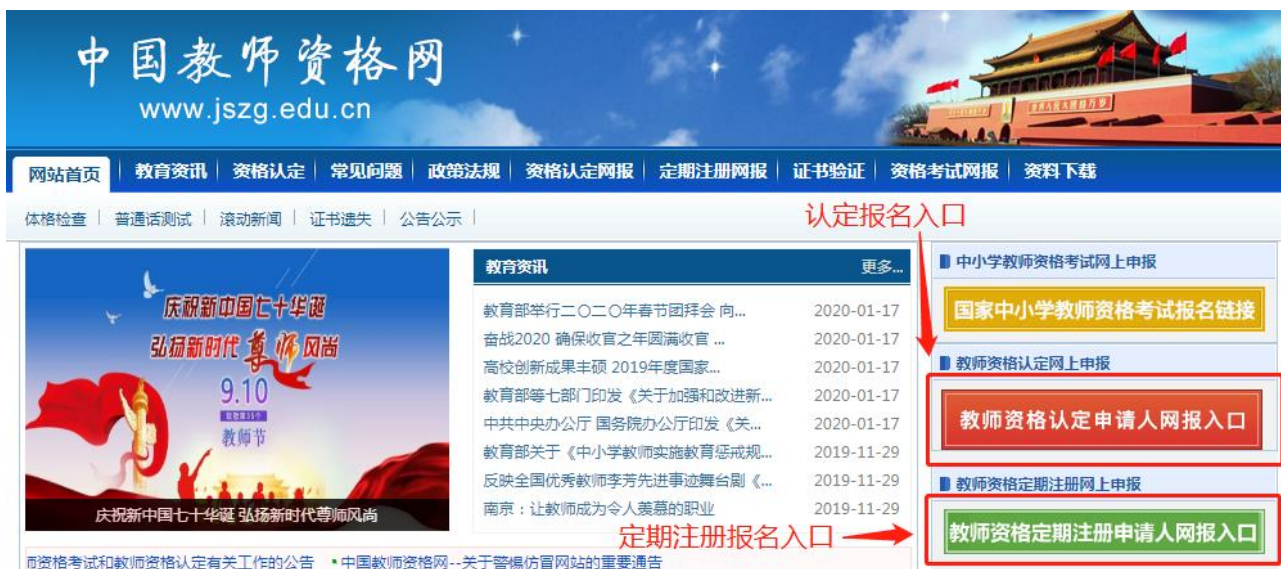 中国教师资格网
www.jszg.edu.cn
网站首页 教育资讯 资格认定 常见问题 政策法规 资格认定网报 定期注册网报 证书验证 资格考试网报 资料下载
体格检查 普通话测试 滚动新闻 证书遗失 公告公示
认定报名入口
庆祝新中国七十华诞
弘扬新时代尊师风尚
9.10
教师节
庆祝新中国七十华诞 弘扬新时代尊师风尚
教育资讯 更多...
教育部举行二〇二〇年春节团拜会 向... 2020-01-17
奋战2020 确保收官之年圆满收官 ... 2020-01-17
高校创新成果丰硕 2019年度国家... 2020-01-17
教育部等七部门印发《关于加强和改进新... 2020-01-17
中共中央办公厅 国务院办公厅印发《关... 2020-01-17
教育部关于《中小学教师实施教育惩戒规... 2019-11-29
反映全国优秀教师李芳先进事迹舞台剧《... 2019-11-29
南京：让教师成为令人羡慕的职业 2019-11-29
定期注册报名入口
中小学教师资格考试网上申报
国家中小学教师资格考试报名链接
教师资格认定网上申报
教师资格认定申请人网报入口
教师资格定期注册网上申报
教师资格定期注册申请人网报入口
资格考试和教师资格认定有关工作的公告 ▪中国教师资格网--关于警惕仿冒网站的重要通告